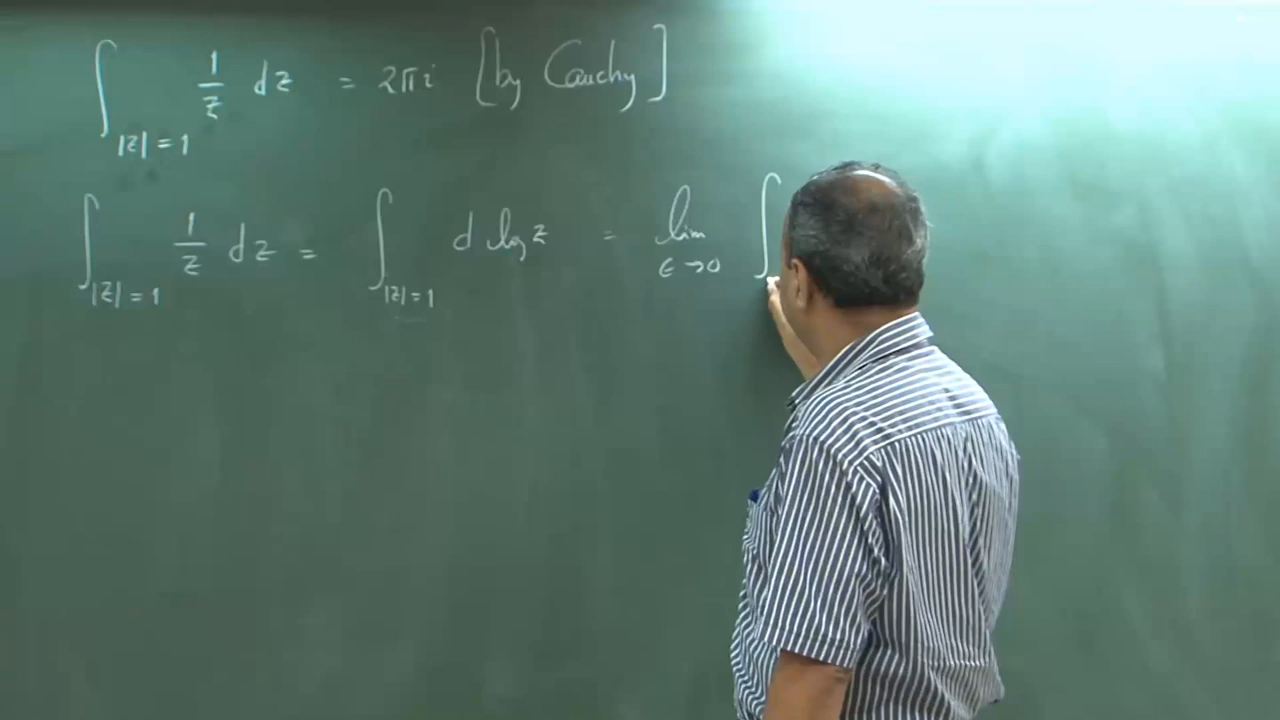 ∫_{|z|=1} 1/z dz = 2πi [by Cauchy]
∫_{|z|=1} 1/z dz = ∫_{|z|=1} d log z = lim_{ϵ→0} ∫